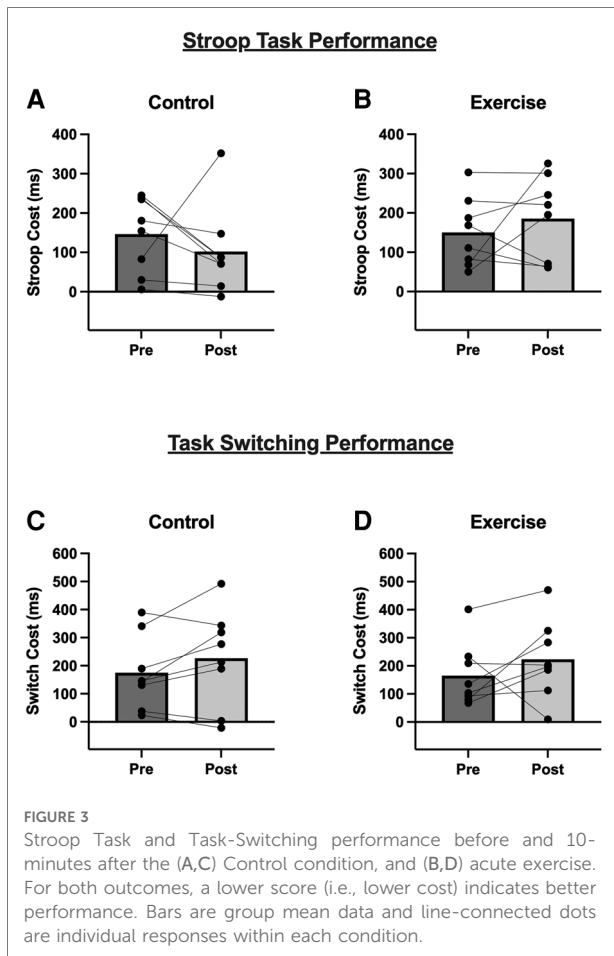 Stroop Task Performance
A
Control
B
Exercise
Stroop Cost (ms)
400
300
200
100
0
Pre
Post
Stroop Cost (ms)
400
300
200
100
0
Pre
Post
Task Switching Performance
C
Control
D
Exercise
Switch Cost (ms)
600
500
400
300
200
100
0
Pre
Post
Switch Cost (ms)
600
500
400
300
200
100
0
Pre
Post
FIGURE 3
Stroop Task and Task-Switching performance before and 10-
minutes after the (A,C) Control condition, and (B,D) acute exercise.
For both outcomes, a lower score (i.e., lower cost) indicates better
performance. Bars are group mean data and line-connected dots
are individual responses within each condition.